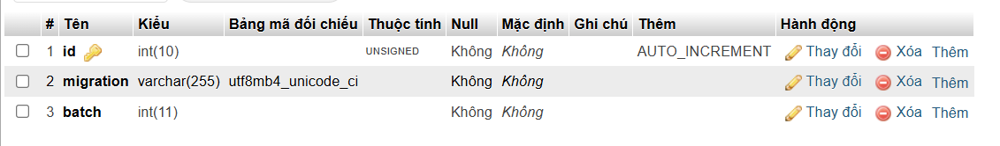 # Tên Kiểu Bảng mã đối chiếu Thuộc tính Null Mặc định Ghi chú Thêm Hành động
1 id int(10) UNSIGNED Không Không AUTO_INCREMENT Thay đổi Xóa Thêm
2 migration varchar(255) utf8mb4_unicode_ci Không Không Thay đổi Xóa Thêm
3 batch int(11) Không Không Thay đổi Xóa Thêm